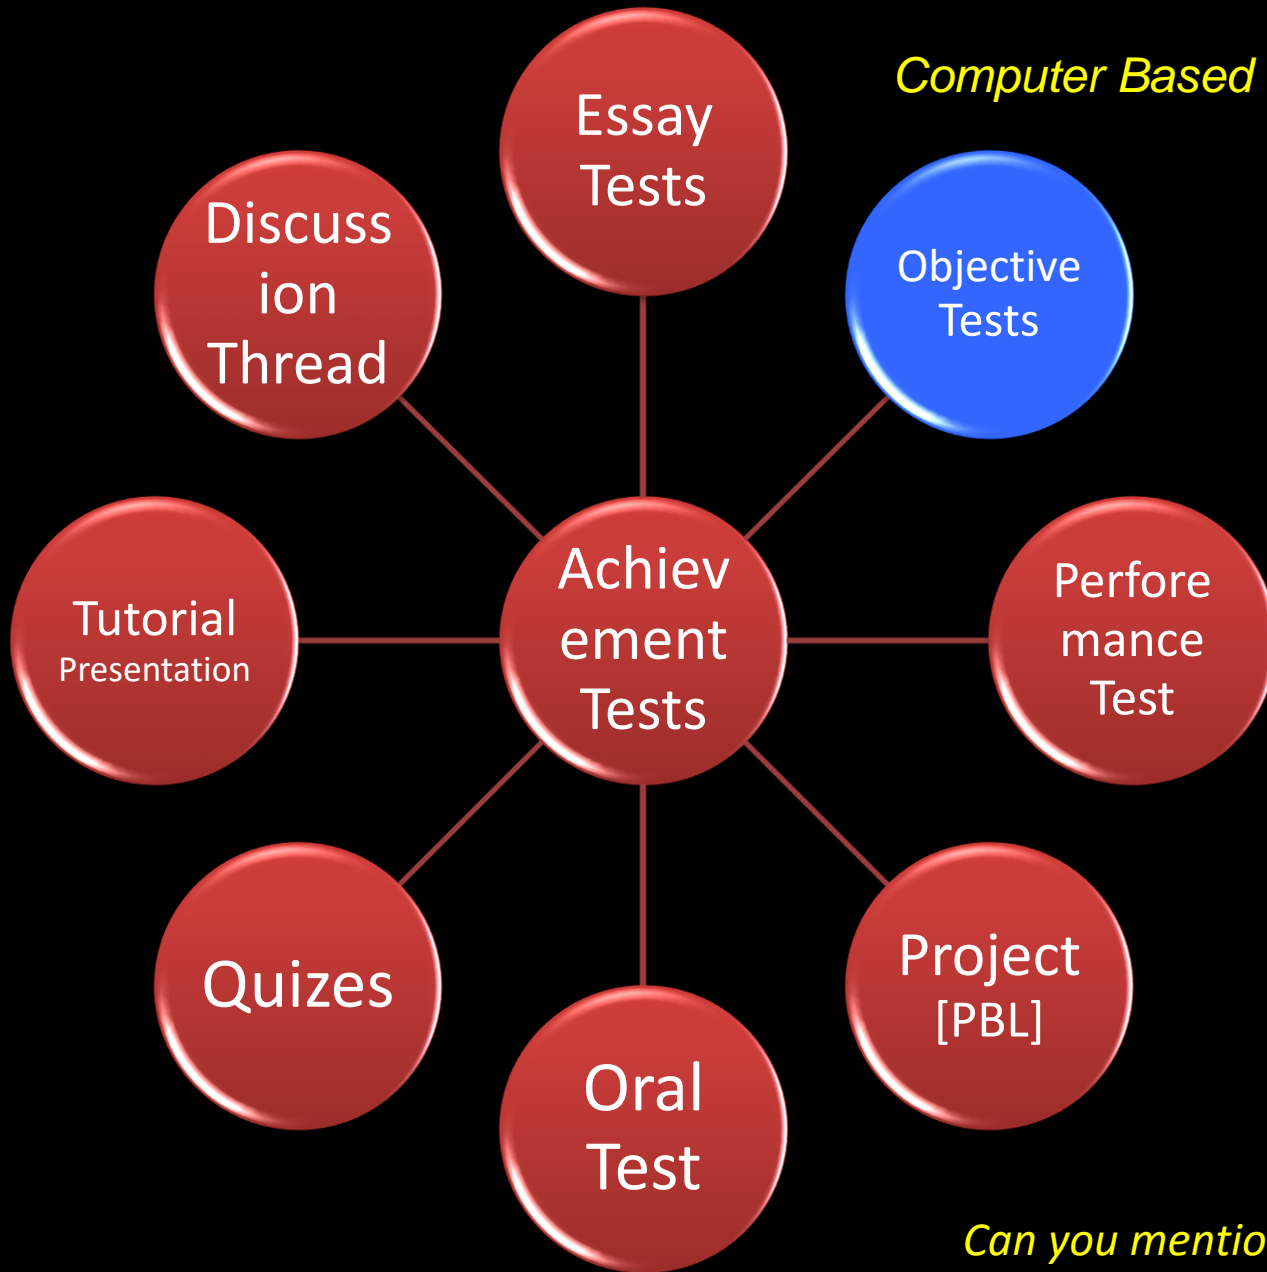 Computer Based
Essay
Tests
Discuss
ion
Thread
Objective
Tests
Tutorial
Presentation
Achiev
ement
Tests
Perfore
mance
Test
Quizes
Project
[PBL]
Oral
Test
Can you mentio